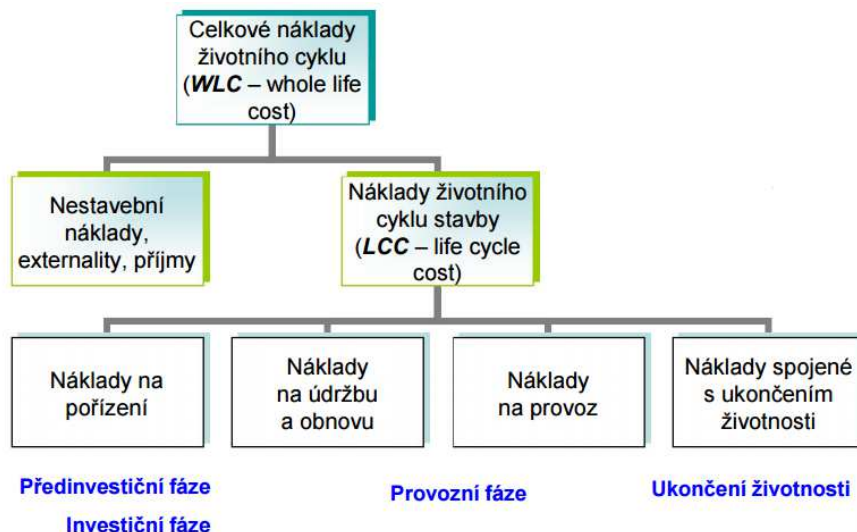 Celkové náklady
životního cyklu
(WLC – whole life
cost)
Nestavební
náklady,
externality, příjmy
Náklady životního
cyklu stavby
(LCC – life cycle
cost)
Náklady na
pořízení
Náklady
na údržbu
a obnovu
Náklady
na provoz
Náklady spojené
s ukončením
životnosti
Předinvestiční fáze
Investiční fáze
Provozní fáze
Ukončení životnosti